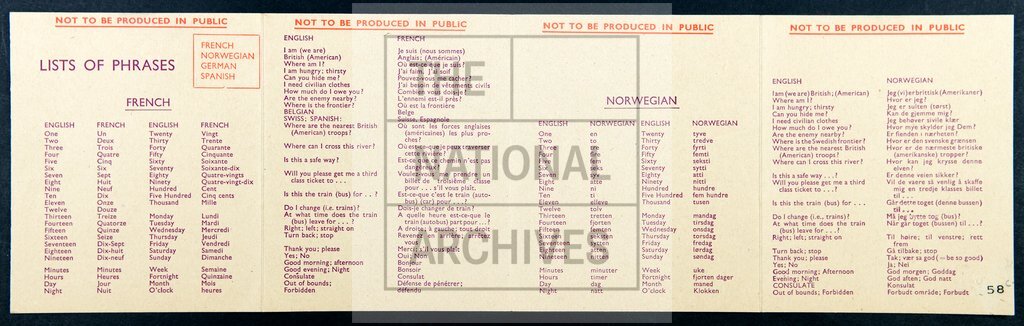 NOT TO BE PRODUCED IN PUBLIC
FRENCH
NORWEGIAN
GERMAN
SPANISH
LISTS OF PHRASES
FRENCH
ENGLISH FRENCH ENGLISH FRENCH
One Un Twenty Vingt
Two Deux Thirty Trente
Three Trois Forty Quarante
Four Quatre Fifty Cinquante
Five Cinq Sixty Soixante
Six Six Seventy Soixante-dix
Seven Sept Eighty Quatre-vingts
Eight Huit Ninety Quatre-vingt-dix
Nine Neuf Hundred Cent
Ten Dix Five Hundred Cinq cents
Eleven Onze Thousand Mille
Twelve Douze
Thirteen Treize Monday Lundi
Fourteen Quatorze Tuesday Mardi
Fifteen Quinze Wednesday Mercredi
Sixteen Seize Thursday Jeudi
Seventeen Dix-Sept Friday Vendredi
Eighteen Dix-huit Saturday Samedi
Nineteen Dix-neuf Sunday Dimanche
Minutes Minutes Week Semaine
Hours Heures Fortnight Quinzaine
Day Jour Month Mois
Night Nuit O'clock heures
NOT TO BE PRODUCED IN PUBLIC
ENGLISH FRENCH
I am (we are) Je suis (nous sommes)
British (American) Anglais; (Américain)
Where am I? Où est-ce que je suis?
I am hungry; thirsty J'ai faim; j'ai soif
Can you hide me? Pouvez-vous me cacher?
I need civilian clothes J'ai besoin de vêtements civils
How much do I owe you? Combien vous dois-je?
Are the enemy nearby? L'ennemi est-il près?
Where is the frontier? Où est la frontière
BELGIAN Belge
SWISS; SPANISH: Suisse, Espagnole
Where are the nearest British Où sont les forces anglaises
(American) troops? (américaines) les plus proches?
Where can I cross this river?
Is this a safe way? Est-ce que ce n'est pas dangereux?
Will you please get me a third
class ticket to . . . billet de "troisième" classe
pour . . . s'il vous plaît.
Is this the train (bus) for . . . ? Est-ce-que c'est le train (autobus)
(car) pour . . . ?
Do I change (i.e. trains)? Dois-je changer de train?
At what time does the train A quelle heure est-ce-que le
(bus) leave for . . . ? train (autobus) part pour . . . ?
Right; left; straight on A droite; à gauche; tout droit
Turn back; stop
Thank you; please Merci; s'il vous plaît
Yes; No Oui; Non
Good morning; afternoon Bonjour
Good evening; Night Bonsoir
Consulate Consulat
Out of bounds; Défense de pénétrer;
Forbidden défendu
NOT TO BE PRODUCED IN PUBLIC
NORWEGIAN
ENGLISH NORWEGIAN ENGLISH NORWEGIAN
One en Twenty tyve
Two to Thirty tretti
Three tre Forty førti
Four fire Fifty femti
Five fem Sixty seksti
Six seks Seventy sytti
Seven Eighty åtti
Eight åtte Ninety nitti
Nine ni Hundred hundre
Ten ti Five Hundred fem hundre
Eleven elleve Thousand tusen
Twelve tolv
Thirteen tretten Monday mandag
Fourteen fjorten Tuesday tirsdag
Fifteen femten Wednesday onsdag
Sixteen seksten Thursday torsdag
Seventeen sytten Friday fredag
Eighteen atten Saturday lørdag
Nineteen nitten Sunday søndag
Minutes minutter Week uke
Hours timer Fortnight fjorten dager
Day dag Month maned
Night natt O'clock Klokken
NOT TO BE PRODUCED IN PUBLIC
ENGLISH NORWEGIAN
I am (we are) British; (American) Jeg (vi) er brittisk (Amerikaner)
Where am I? Hvor er jeg?
I am hungry; thirsty Jeg er sulten (tørst)
Can you hide me? Kan de gjemme mig?
I need civilian clothes Jeg behøver sivile klær
How much do I owe you? Hvor mye skylder jeg Dem?
Are the enemy nearby? Er fienden i nærheten?
Where is the Swedish frontier? Hvor er den svenske grensen
Where are the nearest British Hvor er de nærmeste britiske
(American) troops? (amerikanske) tropper?
Where can I cross this river? Hvor kan jeg krysse denne
elven?
Is this a safe way . . . ? Er denne veien sikker?
Will you please get me a third Vil de være så venlig å skaffe
class ticket to . . . mig en tredje klasses billet
til . . .
Is this the train (bus) for . . . Går dette toget (denne bussen)
til . . .
Do I change (i.e. trains)? Må jeg bytte tog (bus)?
At what time does the train Når går toget (bussen) til . . . ?
(bus) leave for . . . ?
Right; left; straight on Til høire; til venstre; rett
frem
Turn back; stop Gå tilbake; stop
Thank you; please Tak; vær så god (— be so good)
Yes; No Ja; Nei
Good morning; Afternoon God morgen; Goddag
Evening; Night God aften; God natt
CONSULATE Konsulat
Out of bounds; Forbidden Forbudt område; Forbudt
58
THE
NATIONAL
ARCHIVES